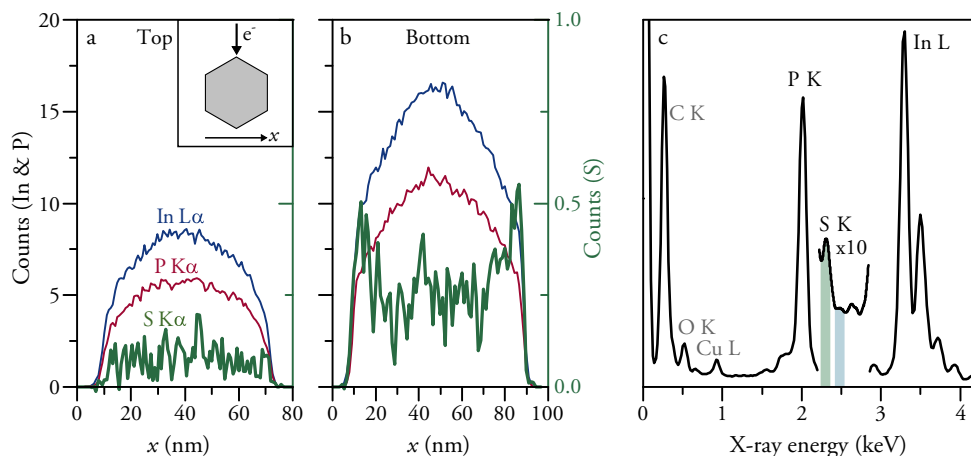 a Top
e-
x
In Lα
P Kα
S Kα
20
15
10
5
0
Counts (In & P)
0 20 40 60 80
x (nm)
b Bottom
0 20 40 60 80 100
x (nm)
1.0
0.5
0.0
Counts (S)
c
C K
O K
Cu L
P K
S K
x10
In L
0 1 2 3 4
X-ray energy (keV)